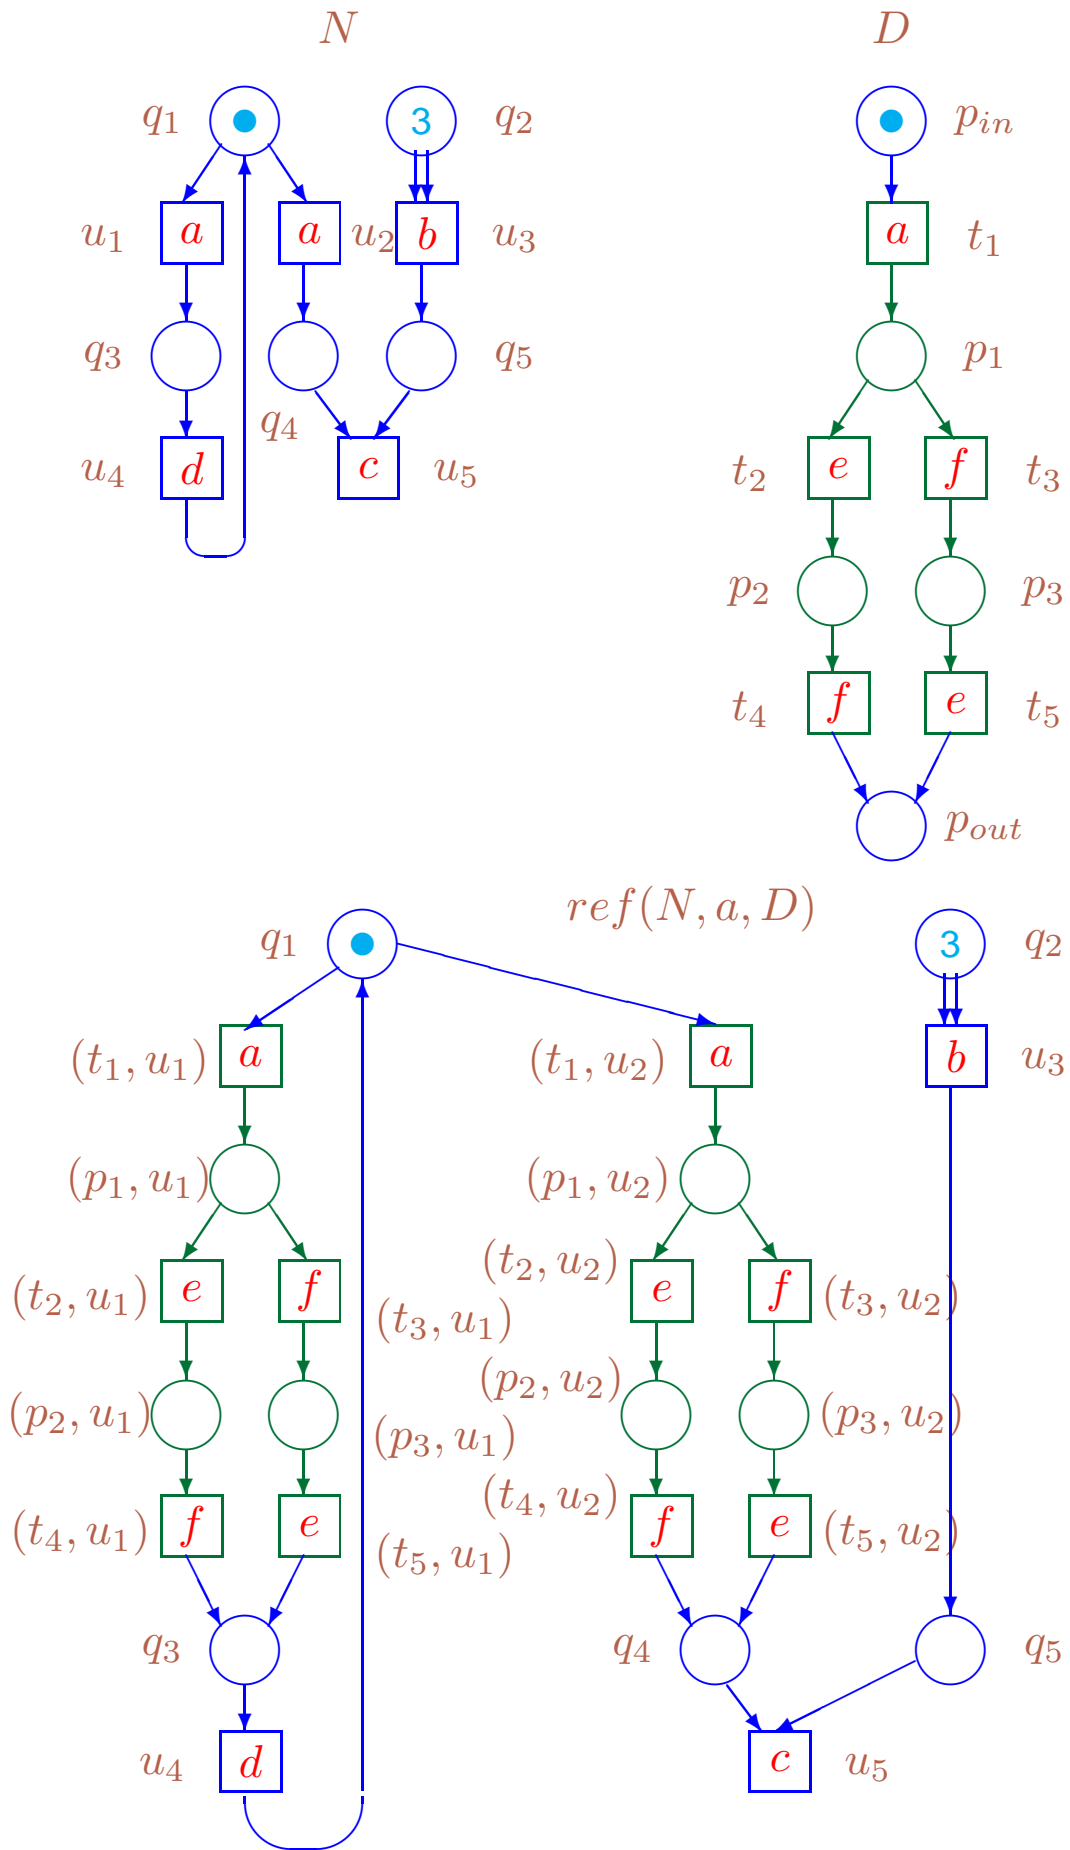 N D
q1 q2 pin
3
u1 a a u2 b u3 a t1
q3 q5 p1
q4
u4 d c u5 t2 e f t3
p2 p3
t4 f e t5
pout
ref(N, a, D)
q1 3 q2
(t1, u1) a (t1, u2) a b u3
(p1, u1) (p1, u2)
(t2, u2)
(t2, u1) e f e f (t3, u2)
(t3, u1)
(p2, u2)
(p2, u1) (p3, u2)
(p3, u1)
(t4, u2)
(t4, u1) f e f e (t5, u2)
(t5, u1)
q3 q4 q5
u4 d c u5